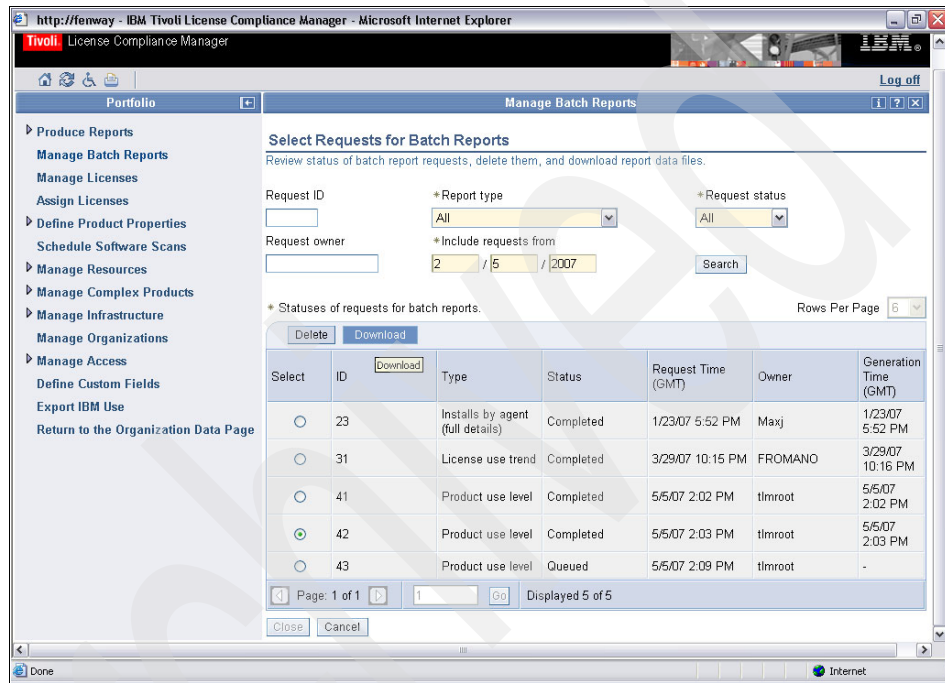 http://fenway - IBM Tivoli License Compliance Manager - Microsoft Internet Explorer
Tivoli. License Compliance Manager
IBM®
Log off
Portfolio
Manage Batch Reports
Produce Reports
Manage Batch Reports
Manage Licenses
Assign Licenses
Define Product Properties
Schedule Software Scans
Manage Resources
Manage Complex Products
Manage Infrastructure
Manage Organizations
Manage Access
Define Custom Fields
Export IBM Use
Return to the Organization Data Page
Select Requests for Batch Reports
Review status of batch report requests, delete them, and download report data files.
Request ID *Report type *Request status
All All
Request owner *Include requests from
2 / 5 / 2007 Search
* Statuses of requests for batch reports. Rows Per Page 6
Delete Download
Download
Select ID Type Status Request Time (GMT) Owner Generation Time (GMT)
23 Installs by agent (full details) Completed 1/23/07 5:52 PM Maxj 1/23/07 5:52 PM
31 License use trend Completed 3/29/07 10:15 PM FROMANO 3/29/07 10:16 PM
41 Product use level Completed 5/5/07 2:02 PM tlmroot 5/5/07 2:02 PM
42 Product use level Completed 5/5/07 2:03 PM tlmroot 5/5/07 2:03 PM
43 Product use level Queued 5/5/07 2:09 PM tlmroot -
Page: 1 of 1 1 Go Displayed 5 of 5
Close Cancel
Done Internet